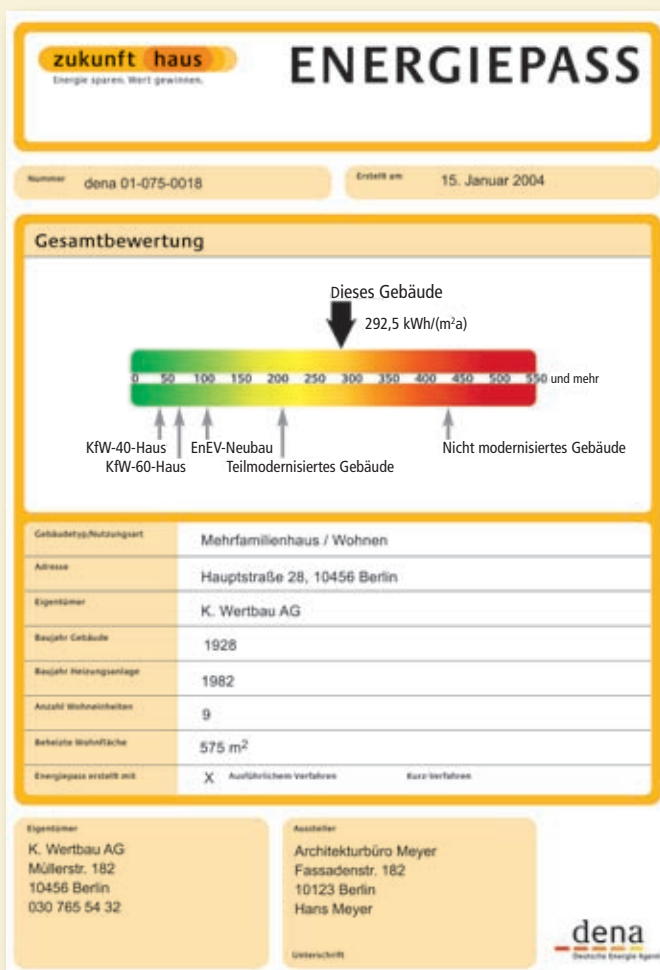 zukunft haus
Energie sparen. Wert gewinnen.
ENERGIEPASS
Nummer dena 01-075-0018
Erstellt am 15. Januar 2004
Gesamtbewertung
Dieses Gebäude
292,5 kWh/(m²a)
0 50 100 150 200 250 300 350 400 450 500 550 und mehr
KfW-40-Haus EnEV-Neubau Nicht modernisiertes Gebäude
KfW-60-Haus Teilmodernisiertes Gebäude
Gebäudetyp/Nutzungsart Mehrfamilienhaus / Wohnen
Adresse Hauptstraße 28, 10456 Berlin
Eigentümer K. Wertbau AG
Baujahr Gebäude 1928
Baujahr Heizungsanlage 1982
Anzahl Wohneinheiten 9
Beheizte Wohnfläche 575 m²
Energiepass erstellt mit X Ausführlichem Verfahren Kurz-Verfahren
Eigentümer
K. Wertbau AG
Müllerstr. 182
10456 Berlin
030 765 54 32
Aussteller
Architekturbüro Meyer
Fassadenstr. 182
10123 Berlin
Hans Meyer
Unterschrift
dena
Deutsche Energie-Agentur